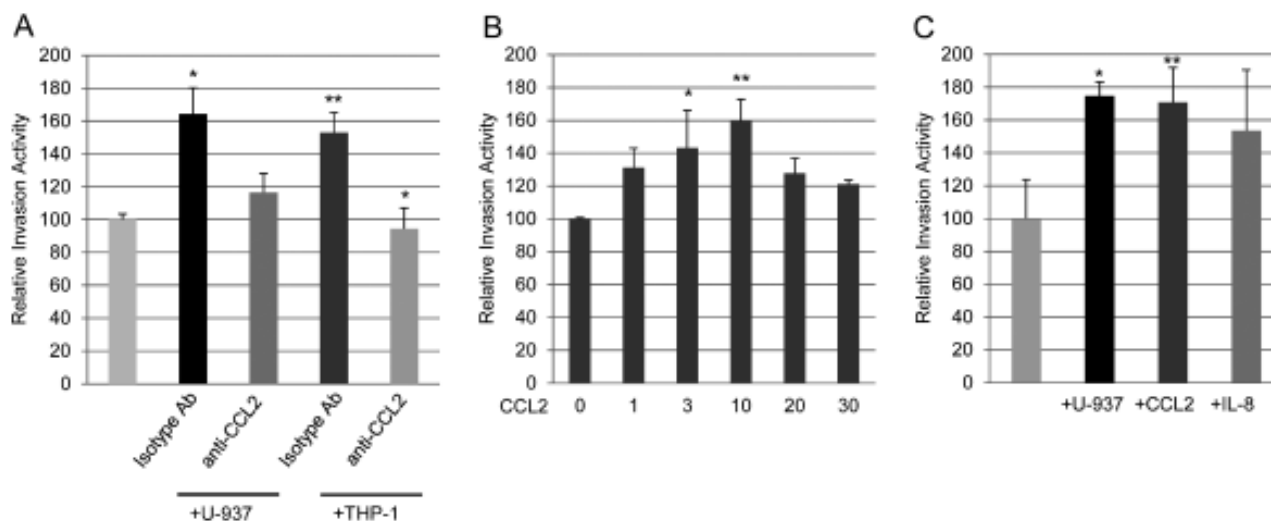 A
Relative Invasion Activity
200
180
160
140
120
100
80
60
40
20
0
*
**
*
Isotype Ab
anti-CCL2
Isotype Ab
anti-CCL2
+U-937
+THP-1
B
Relative Invasion Activity
200
180
160
140
120
100
80
60
40
20
0
*
**
CCL2 0 1 3 10 20 30
C
Relative Invasion Activity
200
180
160
140
120
100
80
60
40
20
0
*
**
+U-937 +CCL2 +IL-8